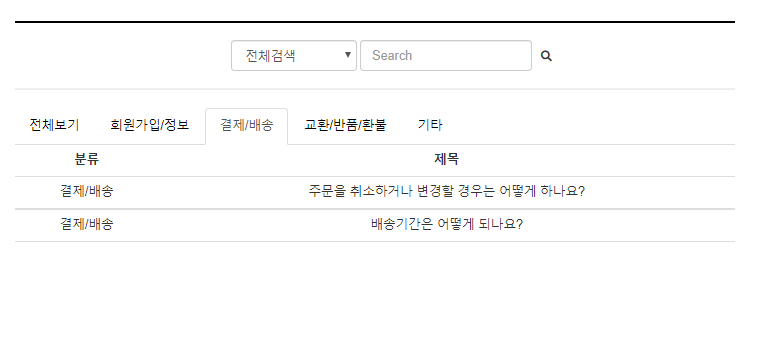 전체검색 Search
전체보기 회원가입/정보 결제/배송 교환/반품/환불 기타
분류 제목
결제/배송 주문을 취소하거나 변경할 경우는 어떻게 하나요?
결제/배송 배송기간은 어떻게 되나요?